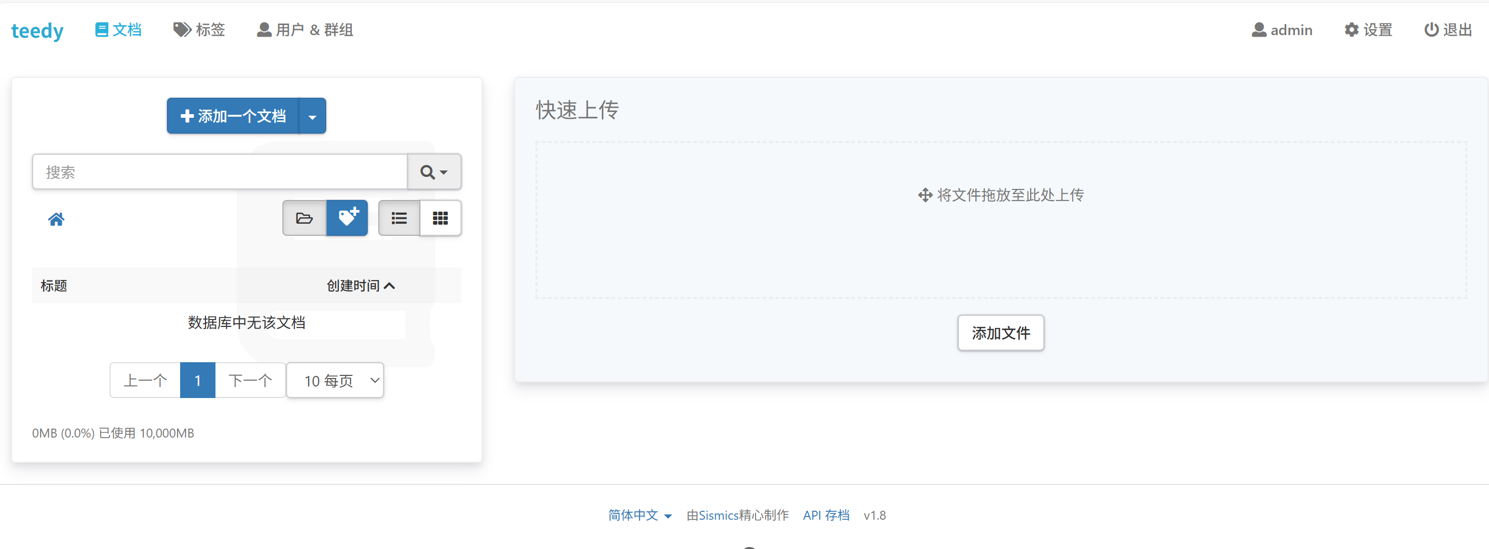 teedy 文档 标签 用户 & 群组 admin 设置 退出
添加一个文档
搜索
标题 创建时间
数据库中无该文档
上一个 1 下一个 10 每页
0MB (0.0%) 已使用 10,000MB
快速上传
将文件拖放至此处上传
添加文件
简体中文 由Sismics精心制作 API 存档 v1.8